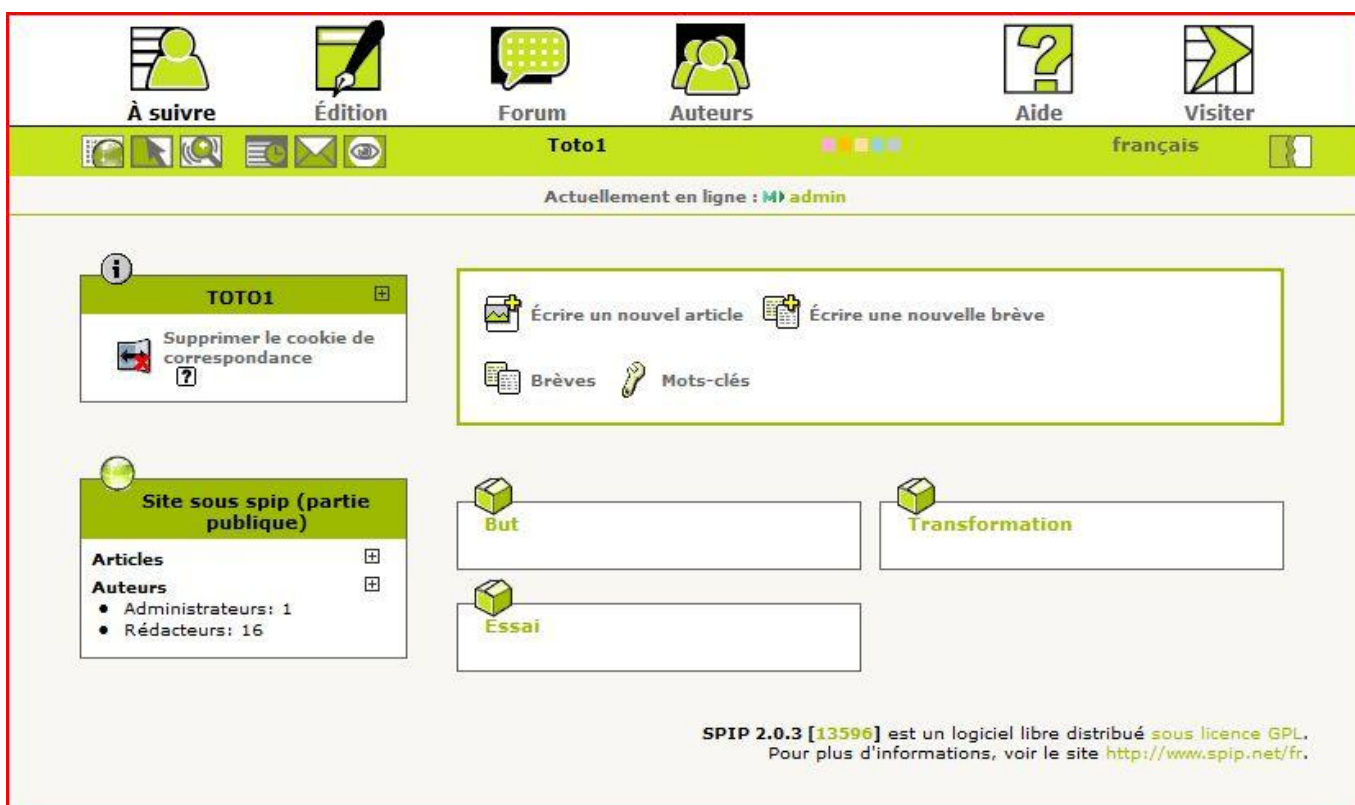 À suivre Édition Forum Auteurs Aide Visiter
Toto1 français
Actuellement en ligne : admin
TOTO1
Supprimer le cookie de
correspondance
?
Écrire un nouvel article Écrire une nouvelle brève
Brèves Mots-clés
Site sous spip (partie
publique)
Articles
Auteurs
• Administrateurs: 1
• Rédacteurs: 16
But Transformation
Essai
SPIP 2.0.3 [13596] est un logiciel libre distribué sous licence GPL.
Pour plus d'informations, voir le site http://www.spip.net/fr.